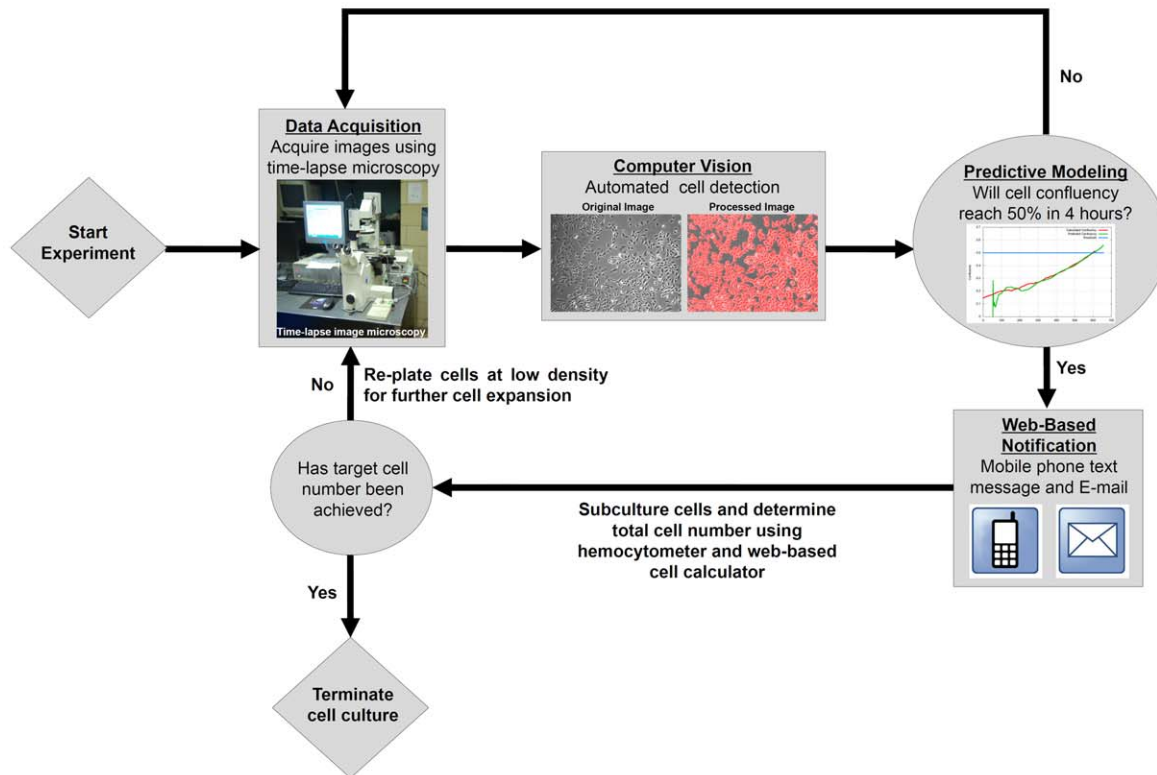 No
Data Acquisition
Acquire images using
time-lapse microscopy
Time-lapse image microscopy
Start
Experiment
Computer Vision
Automated cell detection
Original Image
Processed Image
Predictive Modeling
Will cell confluency
reach 50% in 4 hours?
Yes
No
Re-plate cells at low density
for further cell expansion
Web-Based
Notification
Mobile phone text
message and E-mail
Has target cell
number been
achieved?
Subculture cells and determine
total cell number using
hemocytometer and web-based
cell calculator
Yes
Terminate
cell culture